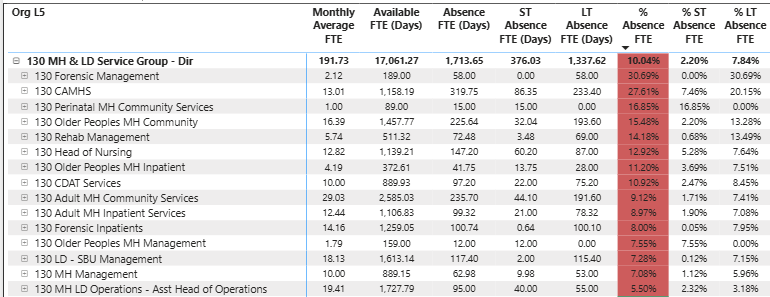 Org L5 Monthly Average FTE Available FTE (Days) Absence FTE (Days) ST Absence FTE (Days) LT Absence FTE (Days) % Absence FTE % ST Absence FTE % LT Absence FTE
130 MH & LD Service Group - Dir 191.73 17,061.27 1,713.65 376.03 1,337.62 10.04% 2.20% 7.84%
130 Forensic Management 2.12 189.00 58.00 0.00 58.00 30.69% 0.00% 30.69%
130 CAMHS 13.01 1,158.19 319.75 86.35 233.40 27.61% 7.46% 20.15%
130 Perinatal MH Community Services 1.00 89.00 15.00 15.00 0.00 16.85% 16.85% 0.00%
130 Older Peoples MH Community 16.39 1,457.77 225.64 32.04 193.60 15.48% 2.20% 13.28%
130 Rehab Management 5.74 511.32 72.48 3.48 69.00 14.18% 0.68% 13.49%
130 Head of Nursing 12.82 1,139.21 147.20 60.20 87.00 12.92% 5.28% 7.64%
130 Older Peoples MH Inpatient 4.19 372.61 41.75 13.75 28.00 11.20% 3.69% 7.51%
130 CDAT Services 10.00 889.93 97.20 22.00 75.20 10.92% 2.47% 8.45%
130 Adult MH Community Services 29.03 2,585.03 235.70 44.10 191.60 9.12% 1.71% 7.41%
130 Adult MH Inpatient Services 12.44 1,106.83 99.32 21.00 78.32 8.97% 1.90% 7.08%
130 Forensic Inpatients 14.16 1,259.05 100.74 0.64 100.10 8.00% 0.05% 7.95%
130 Older Peoples MH Management 1.79 159.00 12.00 12.00 0.00 7.55% 7.55% 0.00%
130 LD - SBU Management 18.13 1,613.14 117.40 2.00 115.40 7.28% 0.12% 7.15%
130 MH Management 10.00 889.15 62.98 9.98 53.00 7.08% 1.12% 5.96%
130 MH LD Operations - Asst Head of Operations 19.41 1,727.79 95.00 40.00 55.00 5.50% 2.32% 3.18%